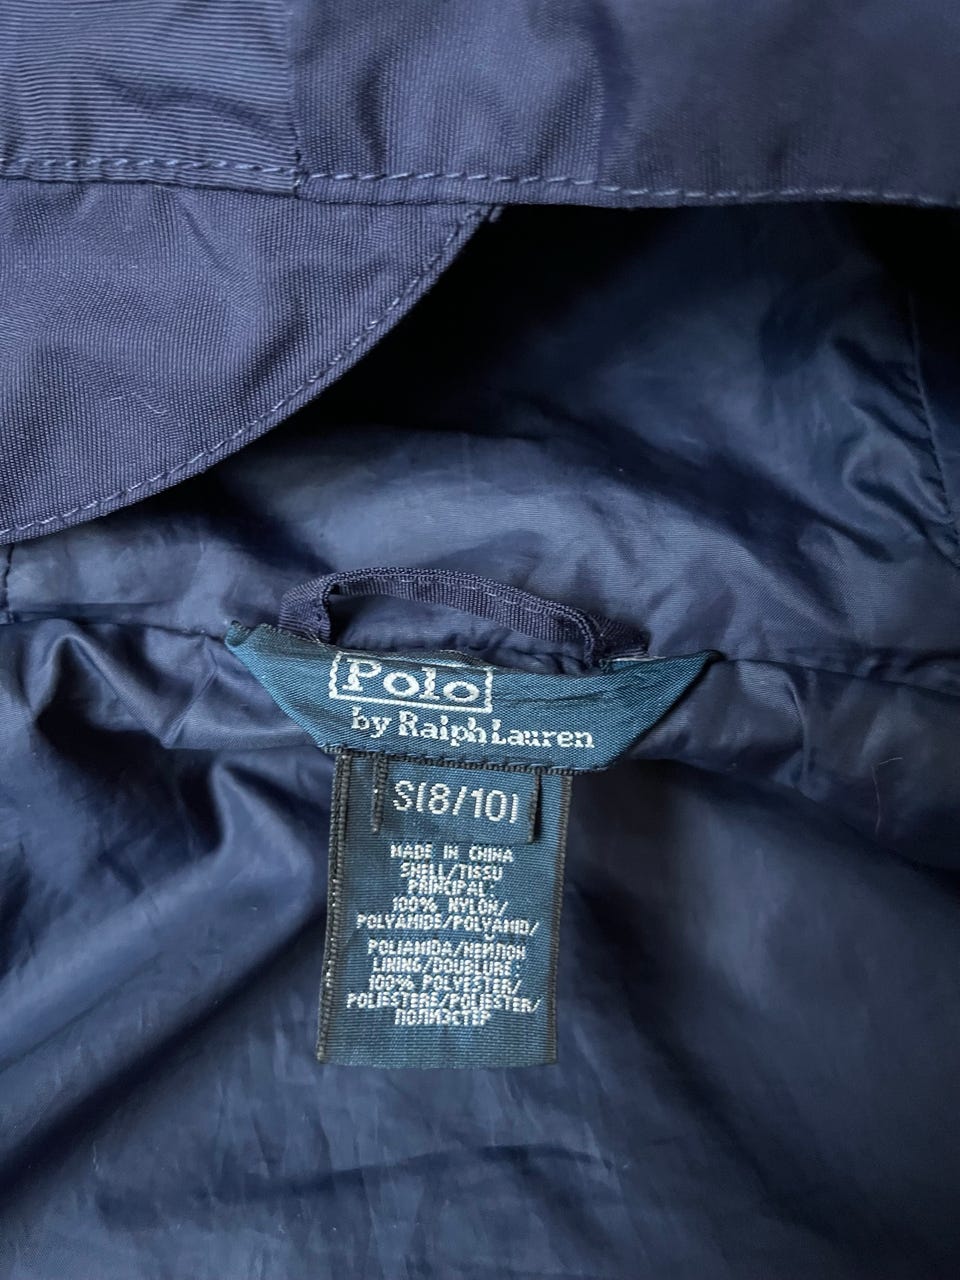 Polo
by Ralph Lauren
S(8/10)
MADE IN CHINA
SHELL/TISSU
PRINCIPAL:
100% NYLON/
POLYAMIDE/POLYAMID/
POLIAMIDA/НЕЙЛОН
LINING/DOUBLURE:
100% POLYESTER/
POLIESTERE/POLIESTER/
ПОЛИЭСТЕР